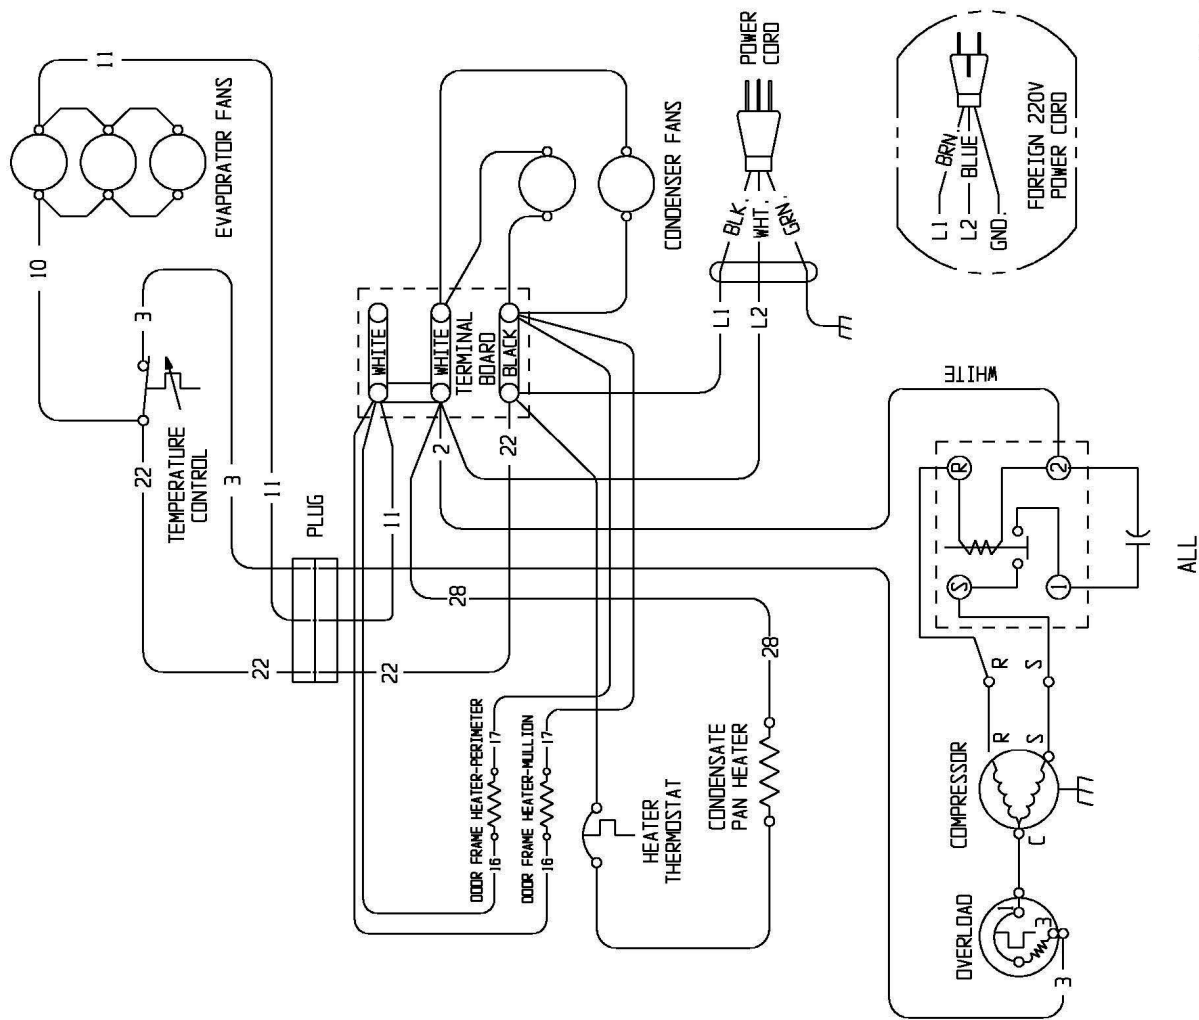 11
EVAPORATOR FANS
10
3
22
TEMPERATURE
CONTROL
3
11
PLUG
22
22
11
WHITE
WHITE
TERMINAL
BOARD
BLACK
2
22
28
28
CONDENSER FANS
POWER
CORD
BLK.
WHT.
GRN.
L1
L2
BRN.
BLUE
L1
L2
GND.
FOREIGN 220V
POWER CORD
DOOR FRAME HEATER-PERIMETER
16
17
DOOR FRAME HEATER-MULLION
16
17
HEATER
THERMOSTAT
CONDENSATE
PAN HEATER
WHITE
R
2
S
1
R
S
R
S
COMPRESSOR
C
OVERLOAD
1
3
3
ALL